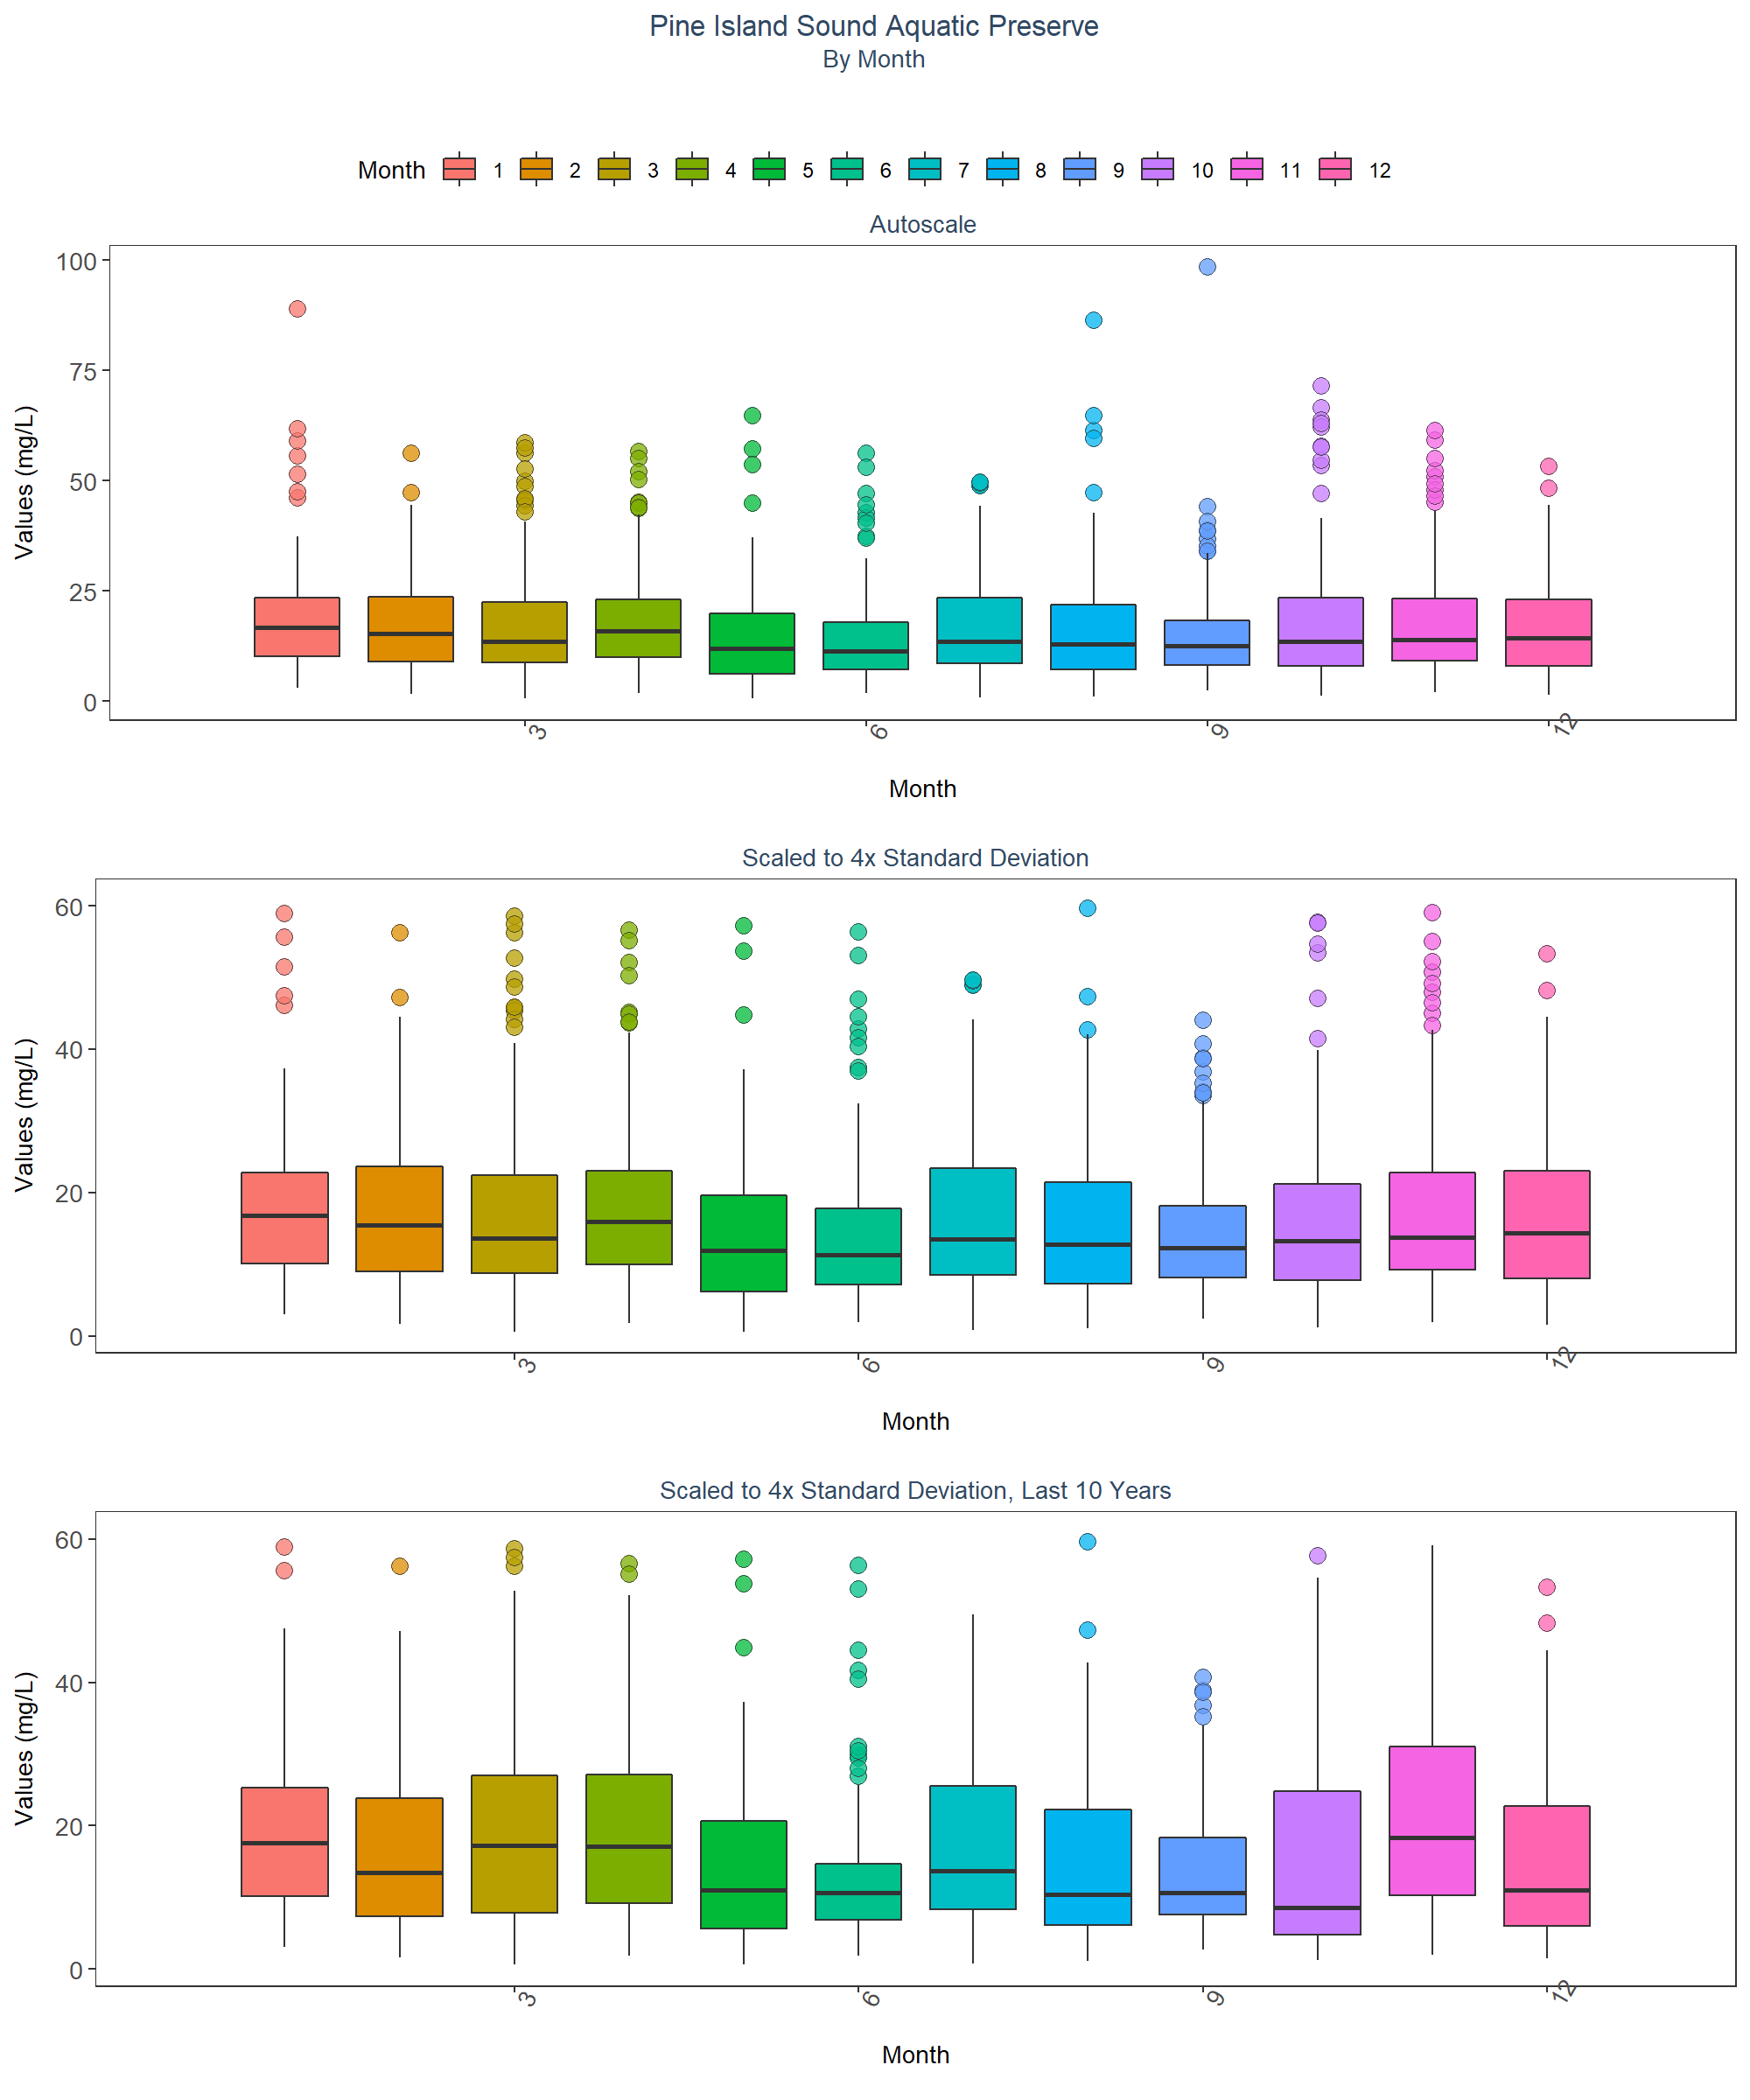 Pine Island Sound Aquatic Preserve
By Month
Month 1 2 3 4 5 6 7 8 9 10 11 12
Autoscale
Values (mg/L)
100
75
50
25
0
3 6 9 12
Month
Scaled to 4x Standard Deviation
Values (mg/L)
60
40
20
0
3 6 9 12
Month
Scaled to 4x Standard Deviation, Last 10 Years
Values (mg/L)
60
40
20
0
3 6 9 12
Month